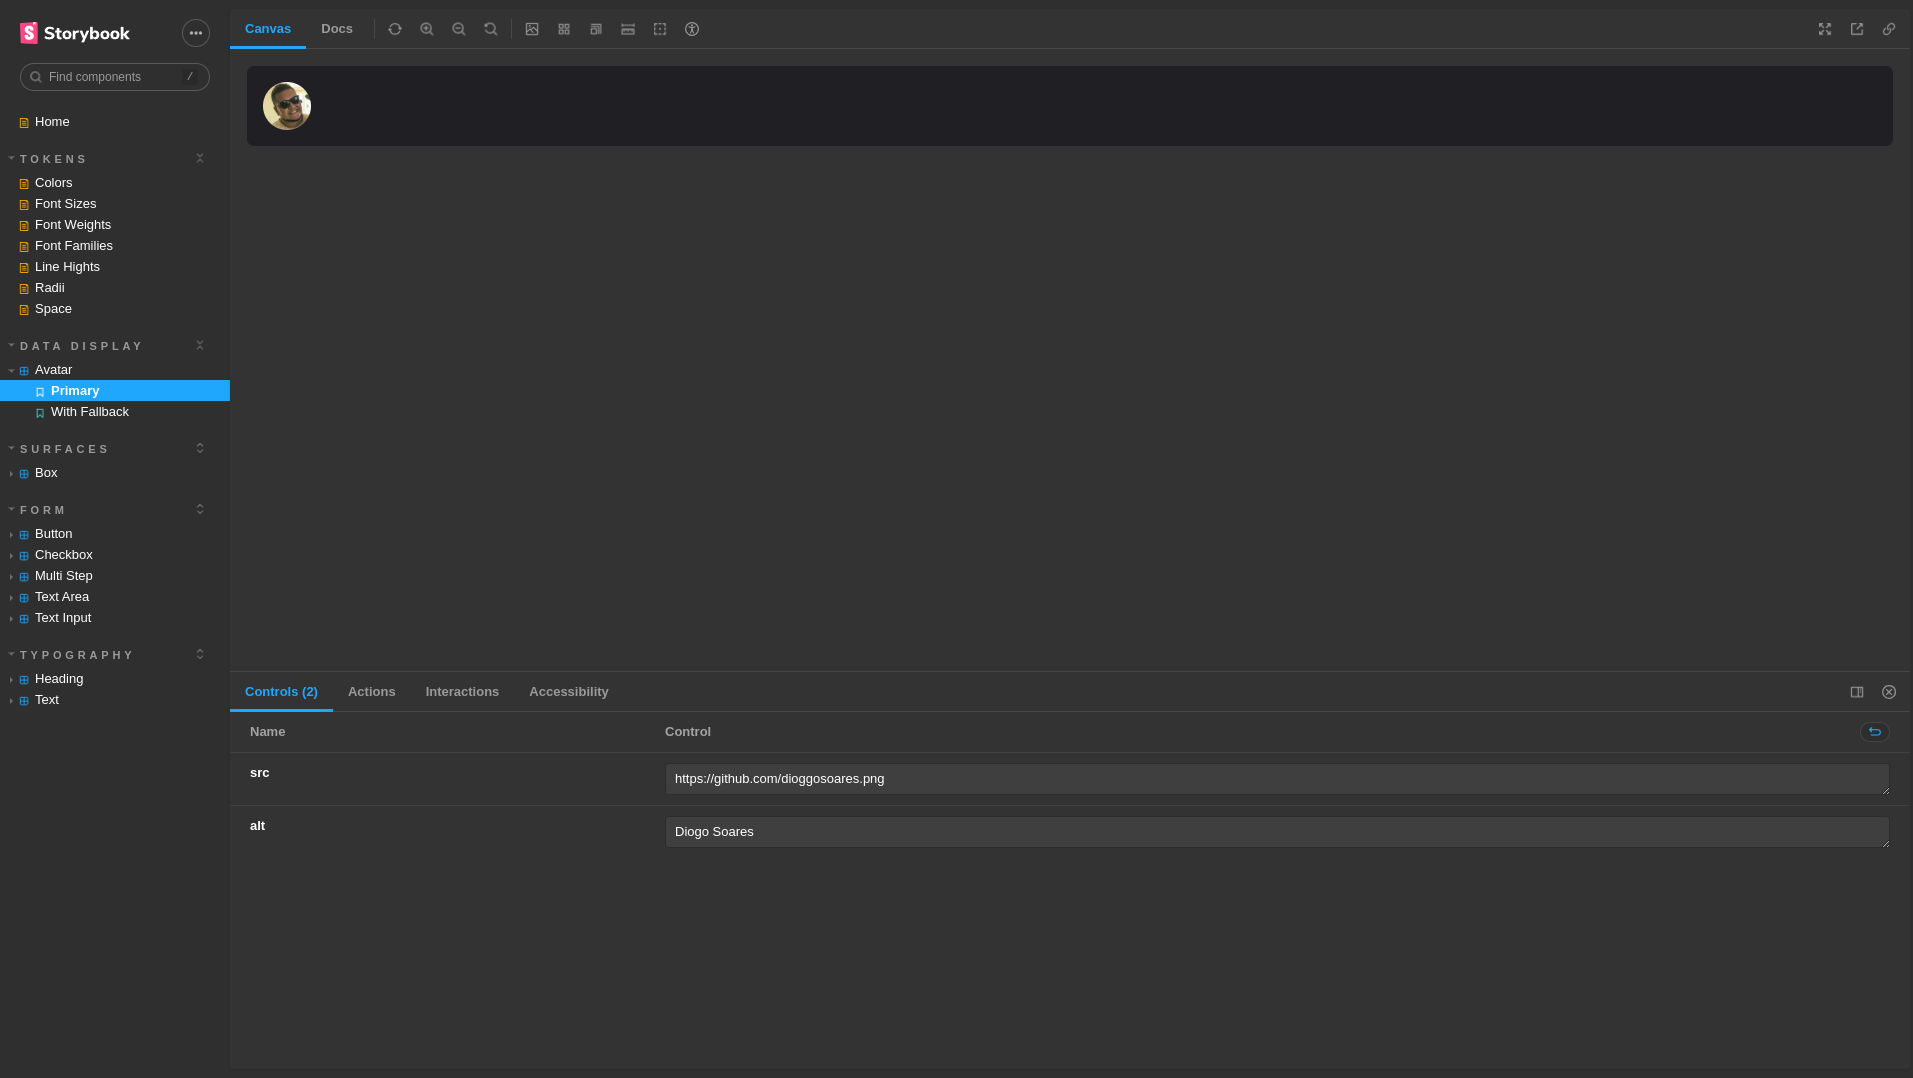 Storybook
Find components /
Home
TOKENS
Colors
Font Sizes
Font Weights
Font Families
Line Hights
Radii
Space
DATA DISPLAY
Avatar
Primary
With Fallback
SURFACES
Box
FORM
Button
Checkbox
Multi Step
Text Area
Text Input
TYPOGRAPHY
Heading
Text
Canvas Docs
Controls (2) Actions Interactions Accessibility
Name Control
src https://github.com/dioggosoares.png
alt Diogo Soares